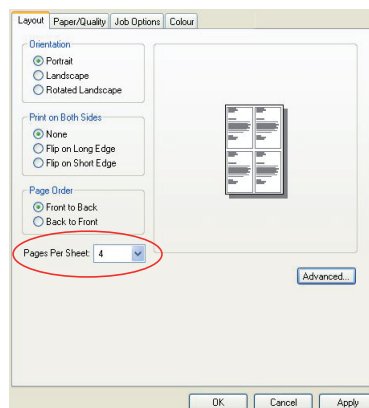 Layout Paper/Quality Job Options Colour
Orientation
Portrait
Landscape
Rotated Landscape
Print on Both Sides
None
Flip on Long Edge
Flip on Short Edge
Page Order
Front to Back
Back to Front
Pages Per Sheet: 4
Advanced...
OK Cancel Apply